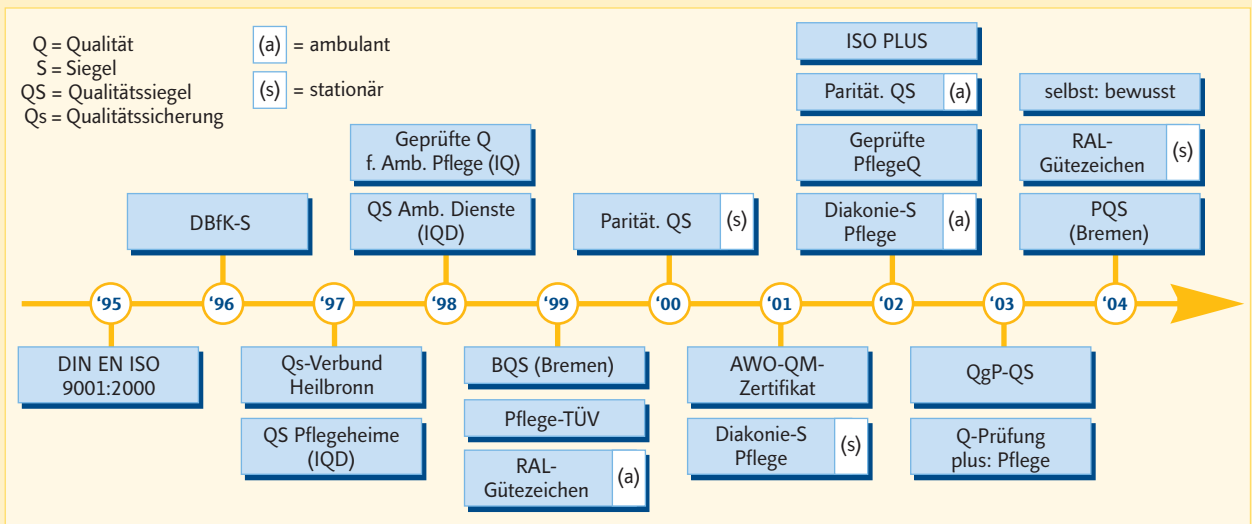 Q = Qualität
S = Siegel
QS = Qualitätssiegel
Qs = Qualitätssicherung
(a) = ambulant
(s) = stationär
DBfK-S
Geprüfte Q
f. Amb. Pflege (IQ)
QS Amb. Dienste
(IQD)
Parität. QS (s)
ISO PLUS
Parität. QS (a)
Geprüfte
PflegeQ
Diakonie-S
Pflege (a)
selbst: bewusst
RAL-
Gütezeichen (s)
PQS
(Bremen)
‘95 ‘96 ‘97 ‘98 ‘99 ‘00 ‘01 ‘02 ‘03 ‘04
DIN EN ISO
9001:2000
Qs-Verbund
Heilbronn
QS Pflegeheime
(IQD)
BQS (Bremen)
Pflege-TÜV
RAL-
Gütezeichen (a)
AWO-QM-
Zertifikat
Diakonie-S
Pflege (s)
QgP-QS
Q-Prüfung
plus: Pflege